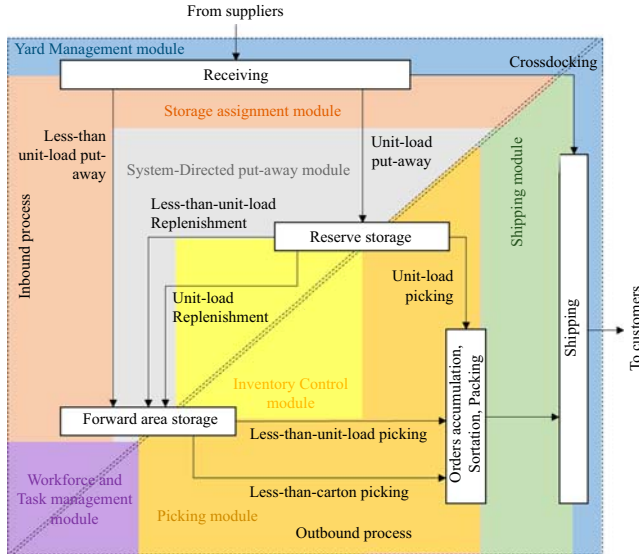 From suppliers
Yard Management module
Crossdocking
Receiving
Storage assignment module
Less-than
unit-load put-
away
Unit-load
put-away
System-Directed put-away module
Shipping module
Less-than-unit-load
Replenishment
Inbound process
Reserve storage
Unit-load
picking
Unit-load
Replenishment
Shipping
To customers
Inventory Control
module
Orders accumulation,
Sortation, Packing
Forward area storage
Less-than-unit-load picking
Workforce and
Task management
module
Less-than-carton picking
Picking module
Outbound process